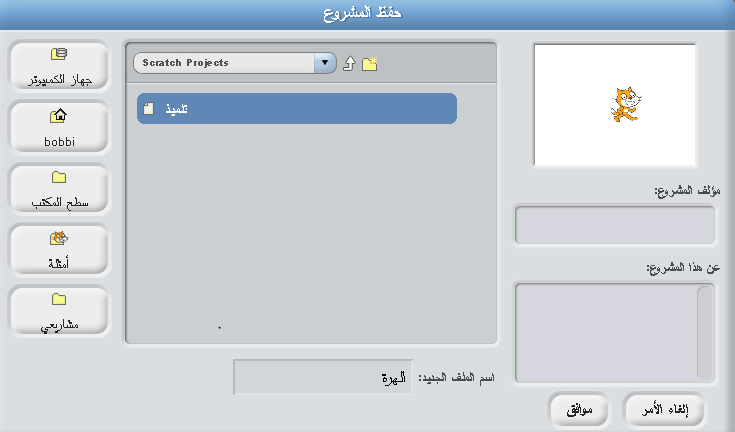 حفظ المشروع
جهاز الكمبيوتر
bobbi
سطح المكتب
أمثلة
مشاريعي
Scratch Projects
تلميذ
اسم الملف الجديد:
الهرة
مؤلف المشروع:
عن هذا المشروع:
موافق
إلغاء الأمر